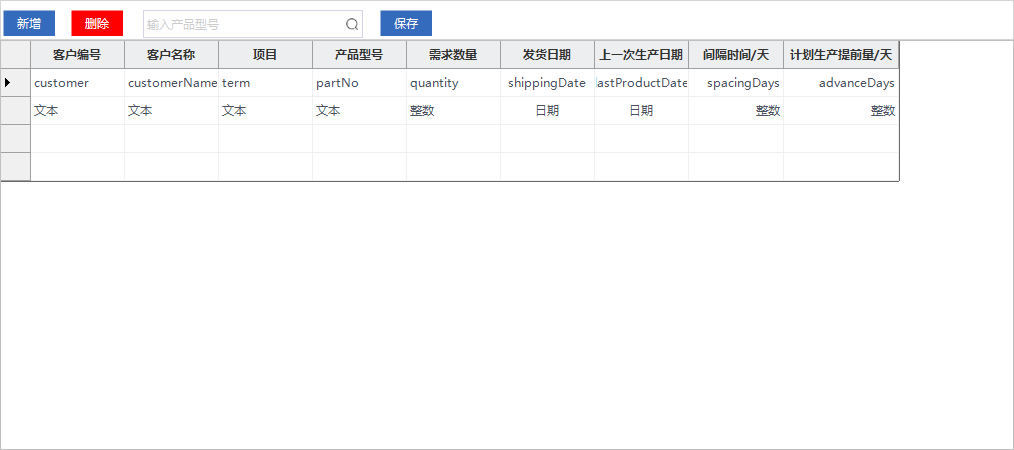 新增 删除 输入产品型号 保存
客户编号 客户名称 项目 产品型号 需求数量 发货日期 上一次生产日期 间隔时间/天 计划生产提前量/天
customer customerName term partNo quantity shippingDate lastProductDate spacingDays advanceDays
文本 文本 文本 文本 整数 日期 日期 整数 整数